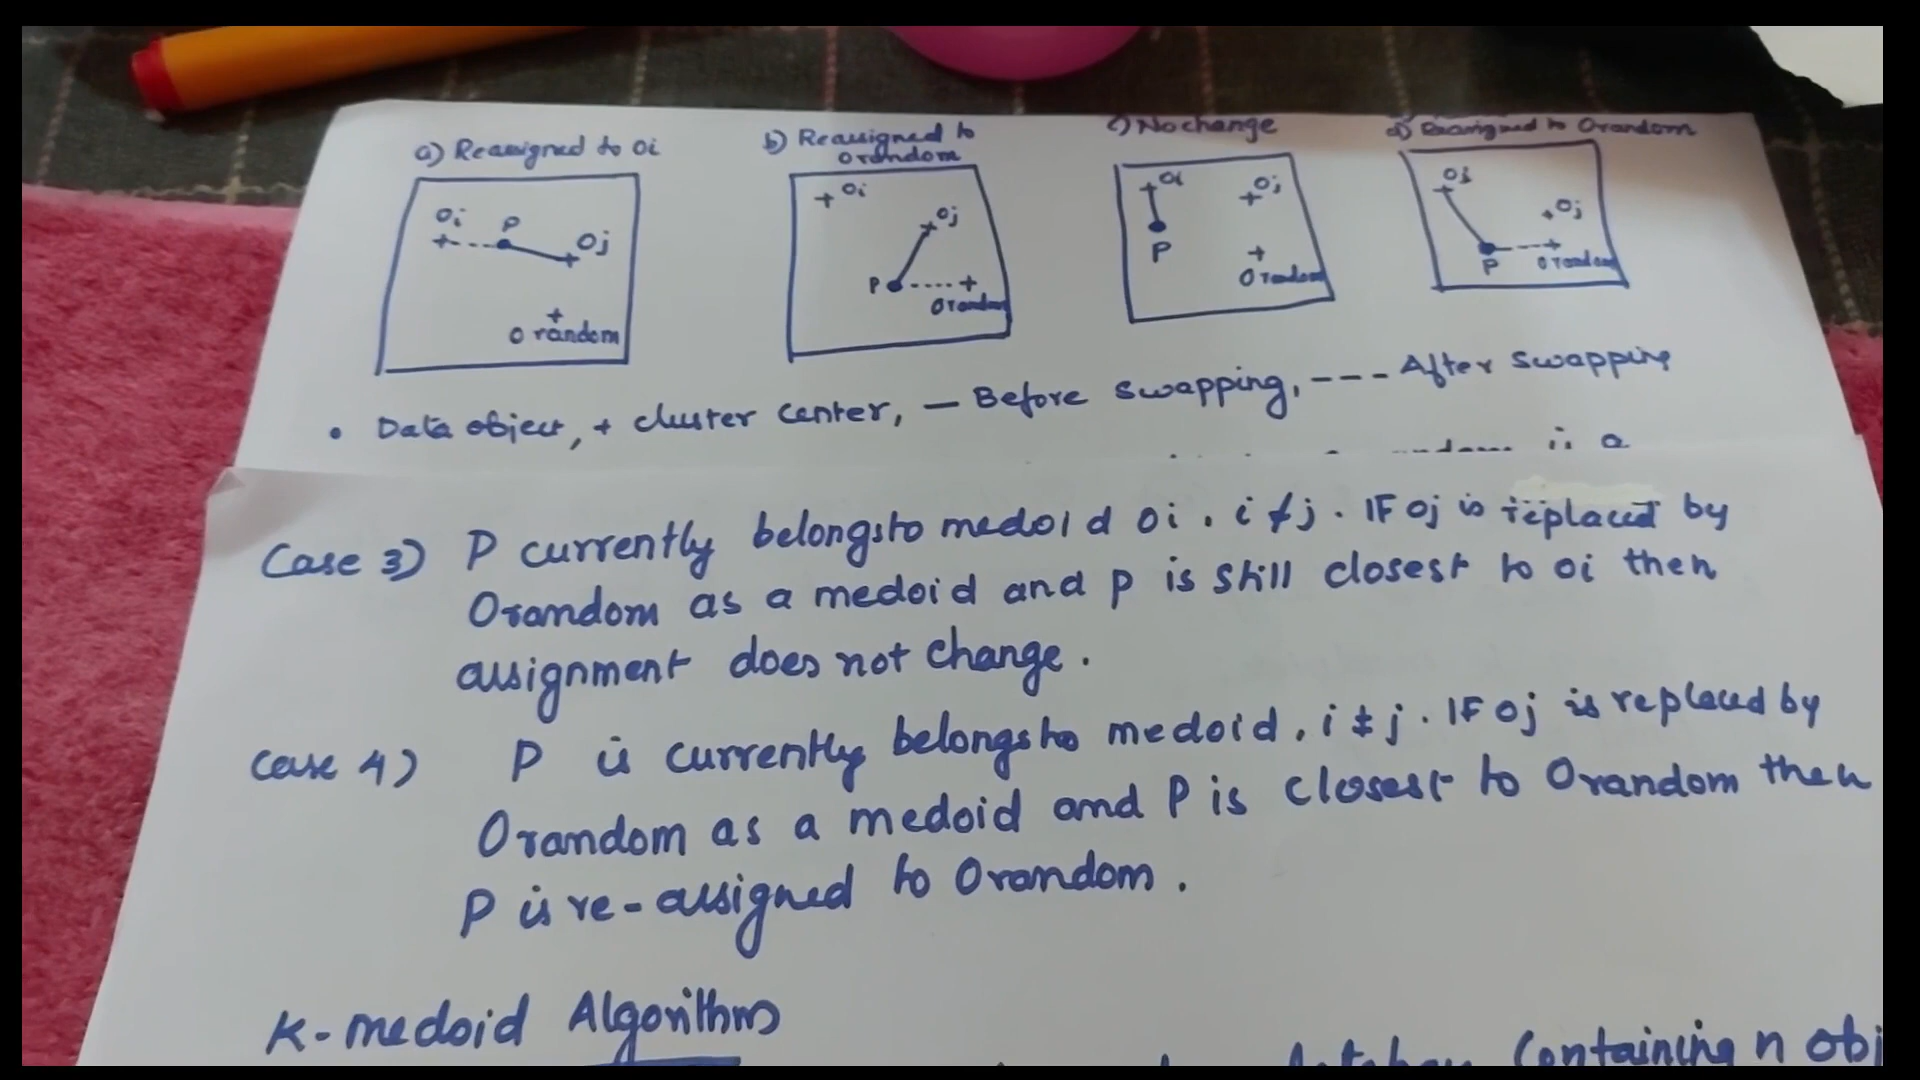 a) Reassigned to Oi
b) Reassigned to
Orandom
c) No change
d) Reassigned to Orandom
Oi
P
Oj
O random
Oi
Oj
P
O random
Oi
Oj
P
O random
Oj
P
O random
• Data object, + cluster center, — Before swapping, --- After swapping
is a
Case 3) P currently belongs to medoid Oi, i ≠ j. IF Oj is replaced by
Orandom as a medoid and p is still closest to Oi then
assignment does not change.
Case 4) P is currently belongs to medoid, i ≠ j. IF Oj is replaced by
Orandom as a medoid and P is closest to Orandom then
P is re-assigned to Orandom.
K-medoid Algorithm
Containing n obj